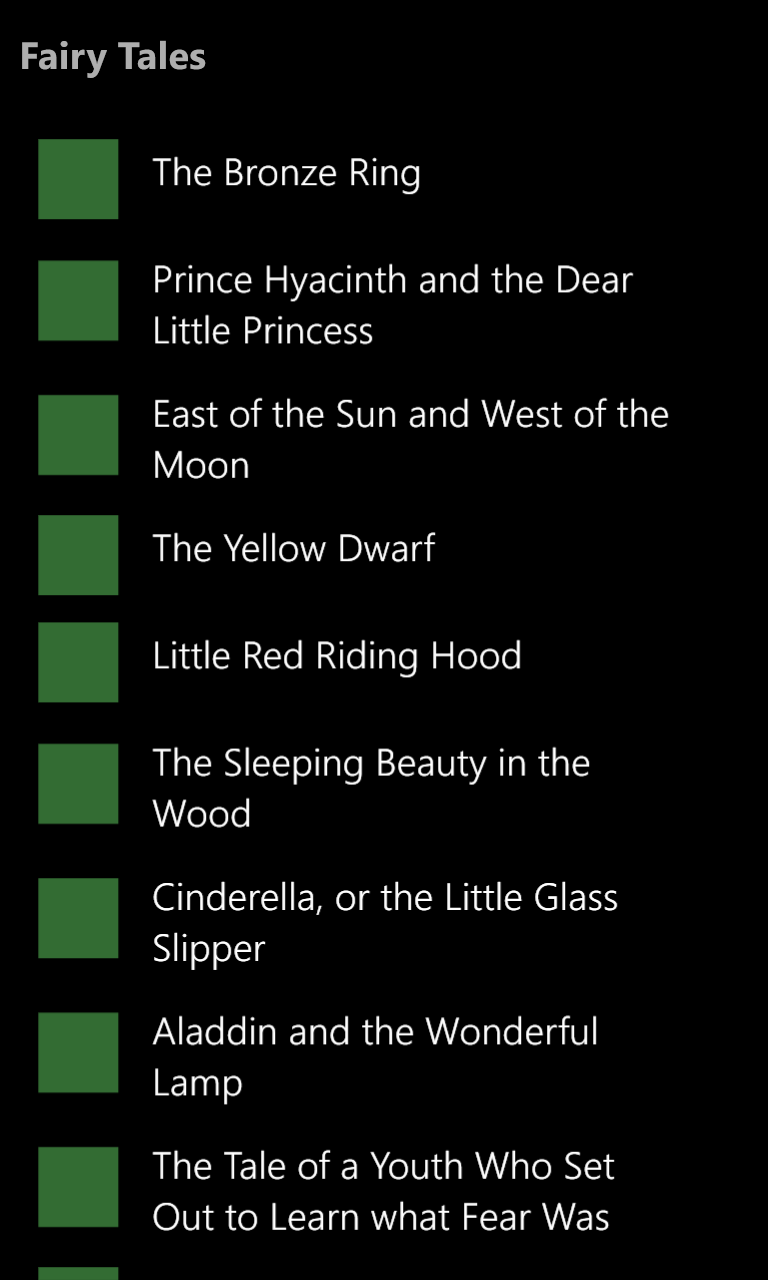 Fairy Tales
The Bronze Ring
Prince Hyacinth and the Dear
Little Princess
East of the Sun and West of the
Moon
The Yellow Dwarf
Little Red Riding Hood
The Sleeping Beauty in the
Wood
Cinderella, or the Little Glass
Slipper
Aladdin and the Wonderful
Lamp
The Tale of a Youth Who Set
Out to Learn what Fear Was